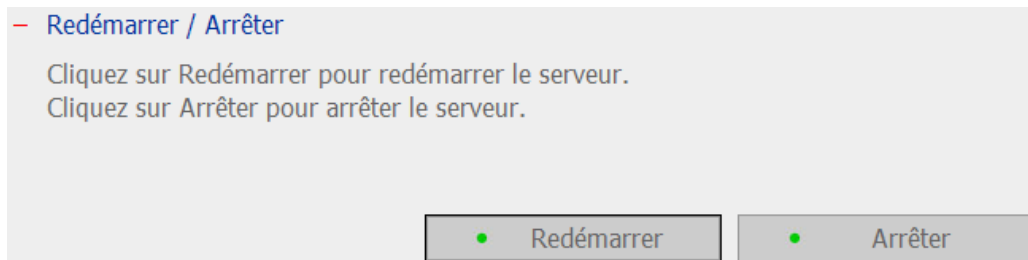 – Redémarrer / Arrêter
Cliquez sur Redémarrer pour redémarrer le serveur.
Cliquez sur Arrêter pour arrêter le serveur.
• Redémarrer • Arrêter